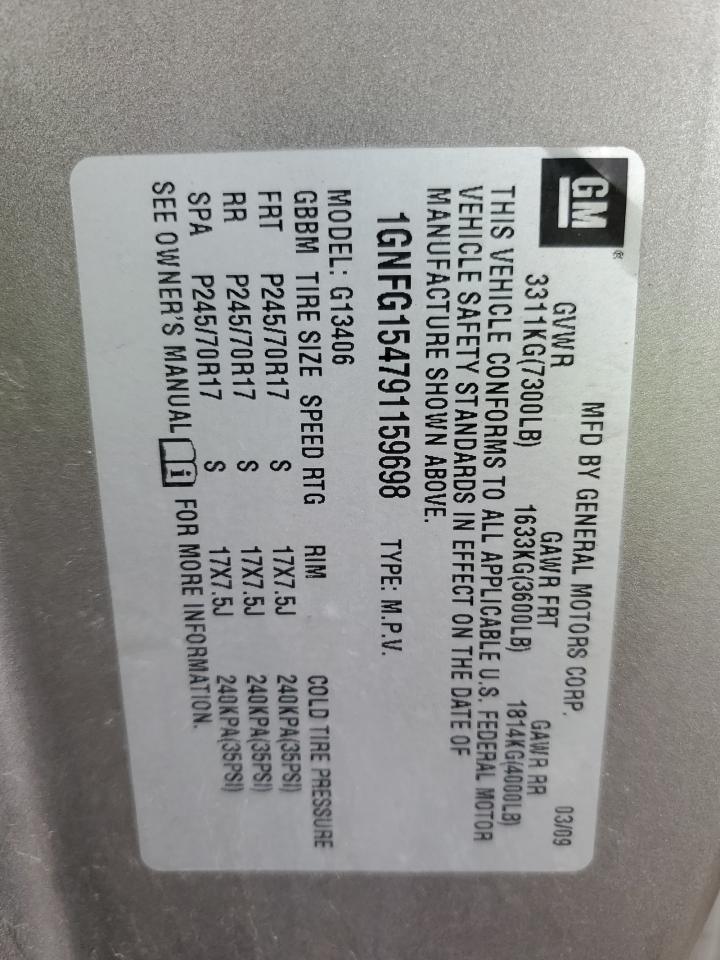 GM®
MFD BY GENERAL MOTORS CORP. 03/09
GVWR GAWR FRT GAWR RR
3311KG(7300LB) 1633KG(3600LB) 1814KG(4000LB)
THIS VEHICLE CONFORMS TO ALL APPLICABLE U.S. FEDERAL MOTOR
VEHICLE SAFETY STANDARDS IN EFFECT ON THE DATE OF
MANUFACTURE SHOWN ABOVE.
1GNFG154791159698 TYPE: M.P.V.
MODEL: G13406
GBBM TIRE SIZE SPEED RTG RIM COLD TIRE PRESSURE
FRT P245/70R17 S 17X7.5J 240KPA(35PSI)
RR P245/70R17 S 17X7.5J 240KPA(35PSI)
SPA P245/70R17 S 17X7.5J 240KPA(35PSI)
SEE OWNER'S MANUAL i FOR MORE INFORMATION.